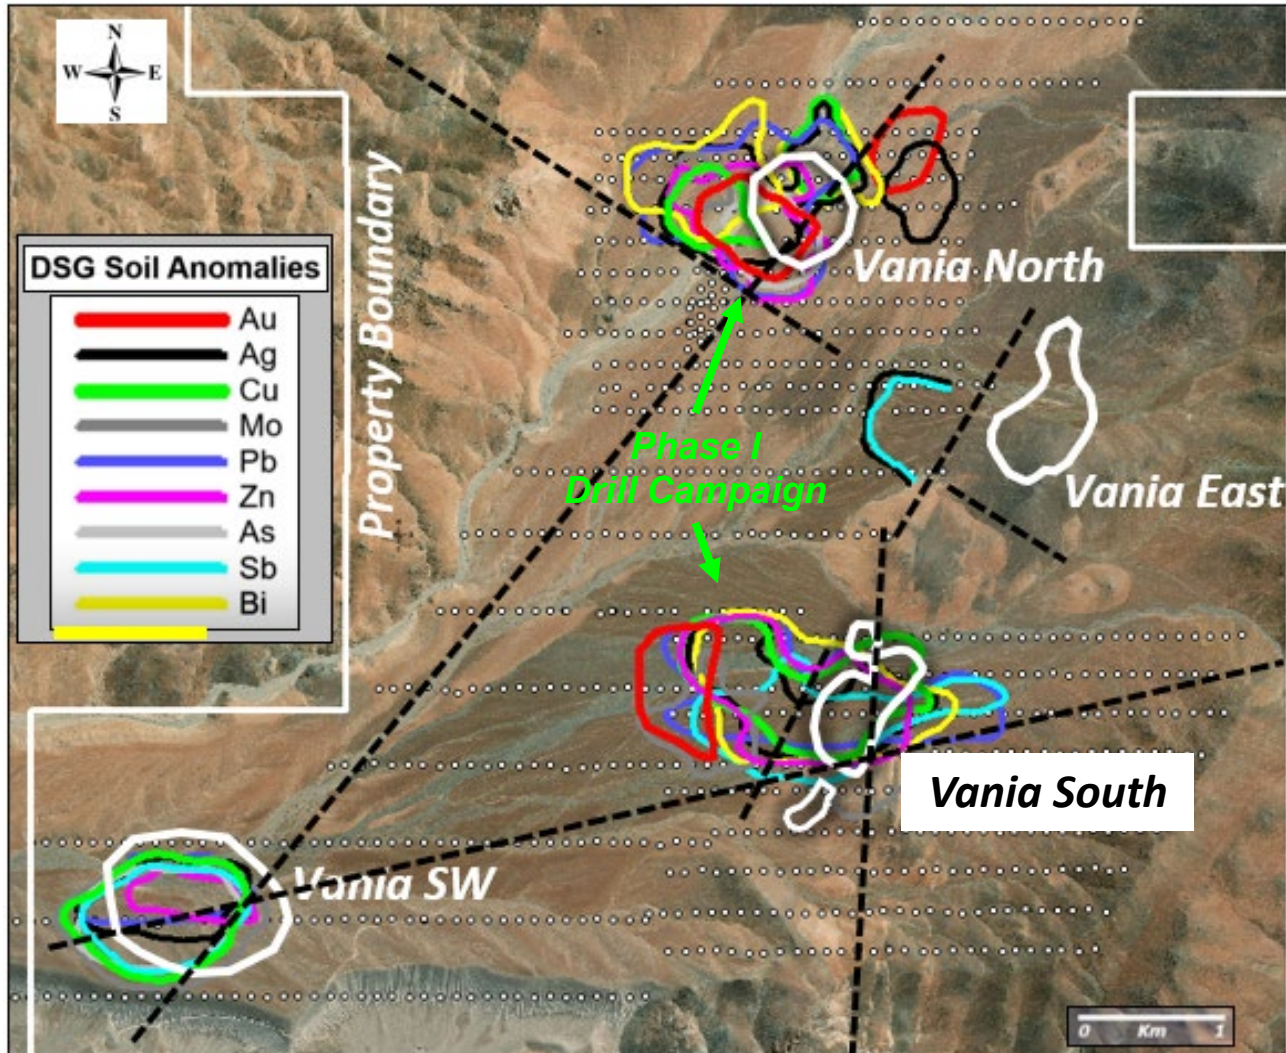 N
W E
S
Property Boundary
DSG Soil Anomalies
Au
Ag
Cu
Mo
Pb
Zn
As
Sb
Bi
Vania North
Phase I
Drill Campaign
Vania East
Vania South
Vania SW
0 Km 1